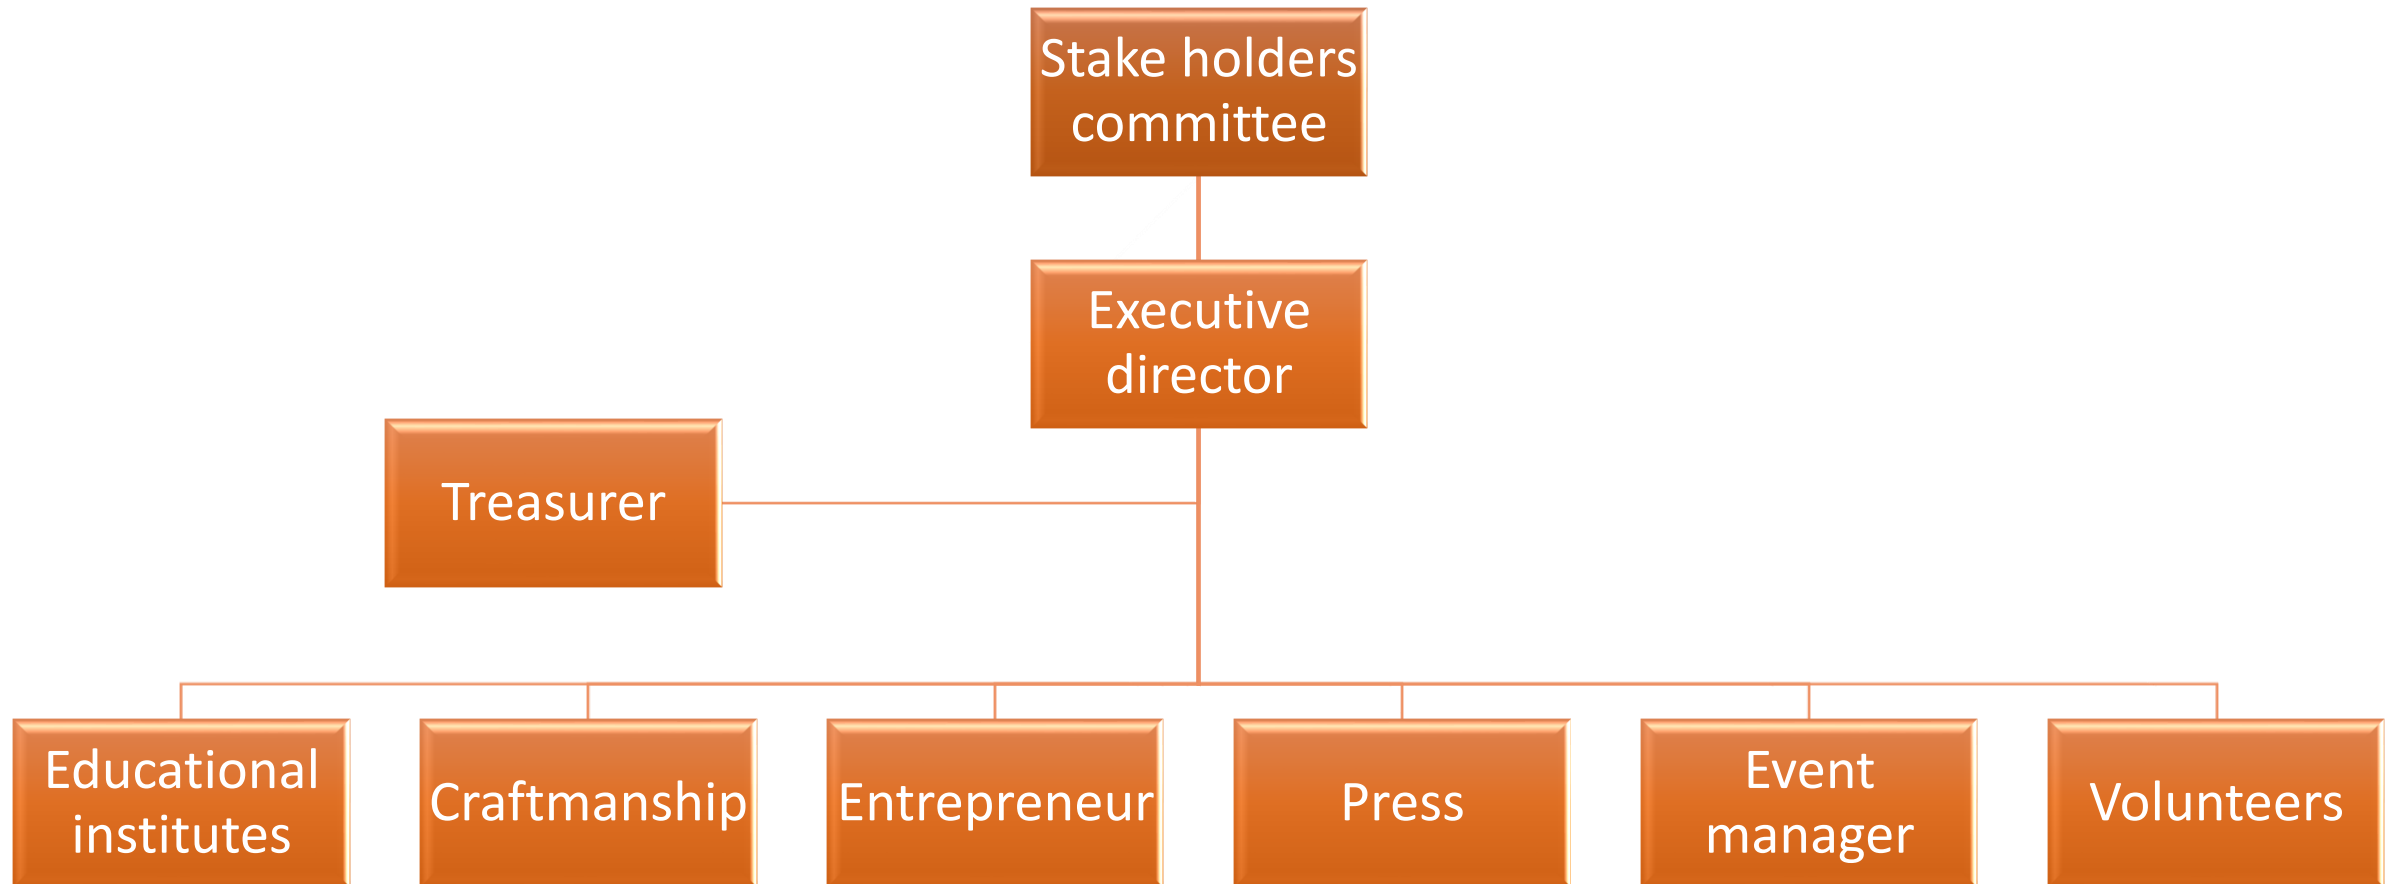 Stake holders
committee
Executive
director
Treasurer
Educational
institutes
Craftmanship
Entrepreneur
Press
Event
manager
Volunteers